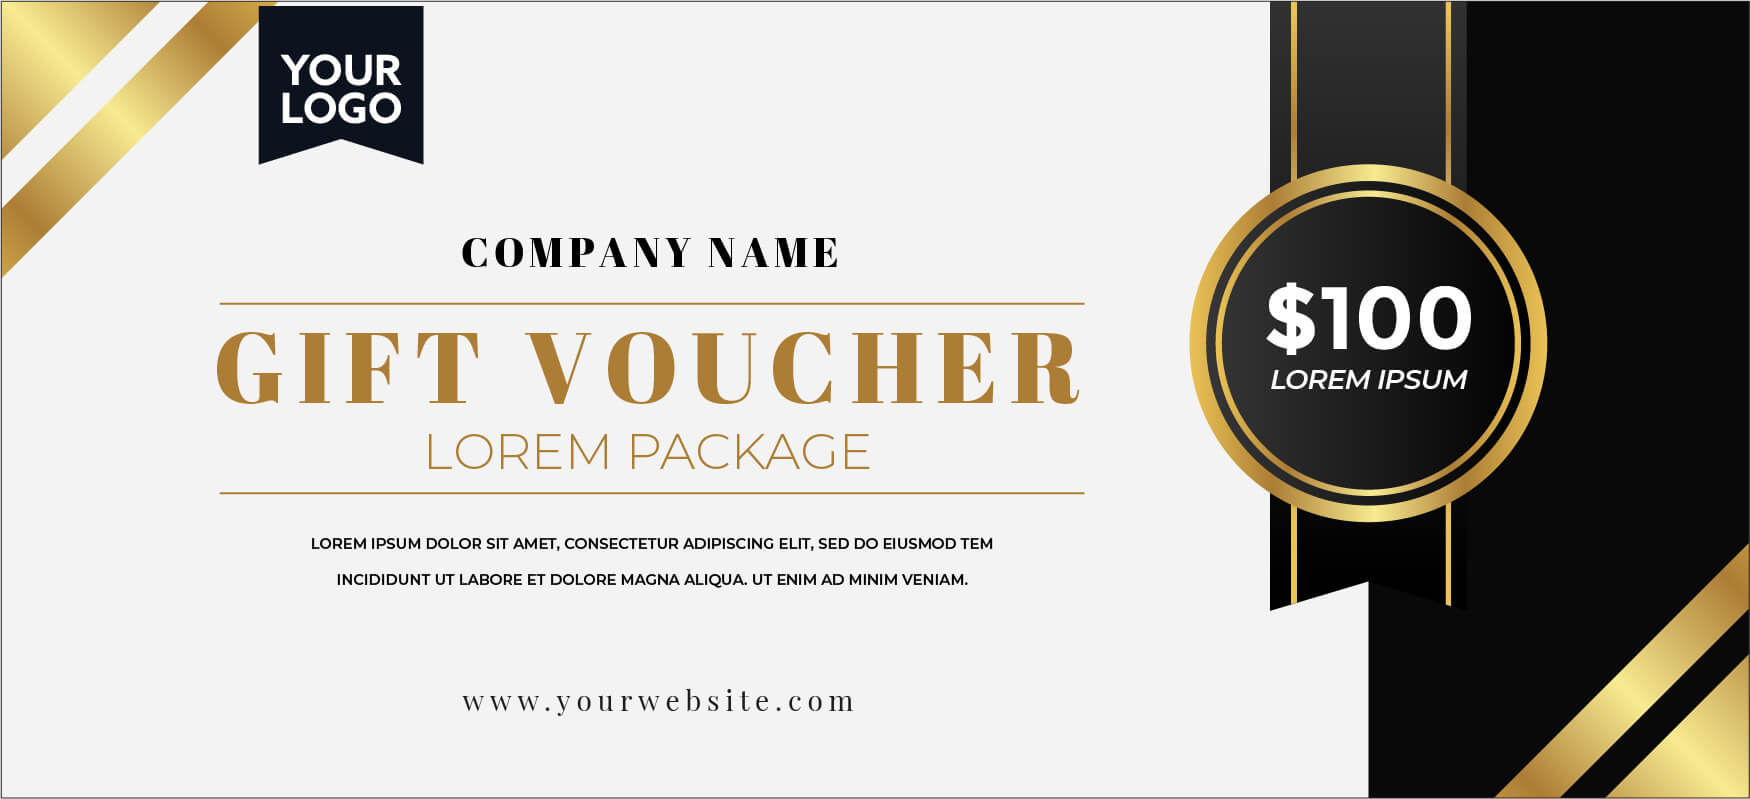 YOUR
LOGO
COMPANY NAME
GIFT VOUCHER
LOREM PACKAGE
LOREM IPSUM DOLOR SIT AMET, CONSECTETUR ADIPISCING ELIT, SED DO EIUSMOD TEM
INCIDIDUNT UT LABORE ET DOLORE MAGNA ALIQUA. UT ENIM AD MINIM VENIAM.
www.yourwebsite.com
$100
LOREM IPSUM